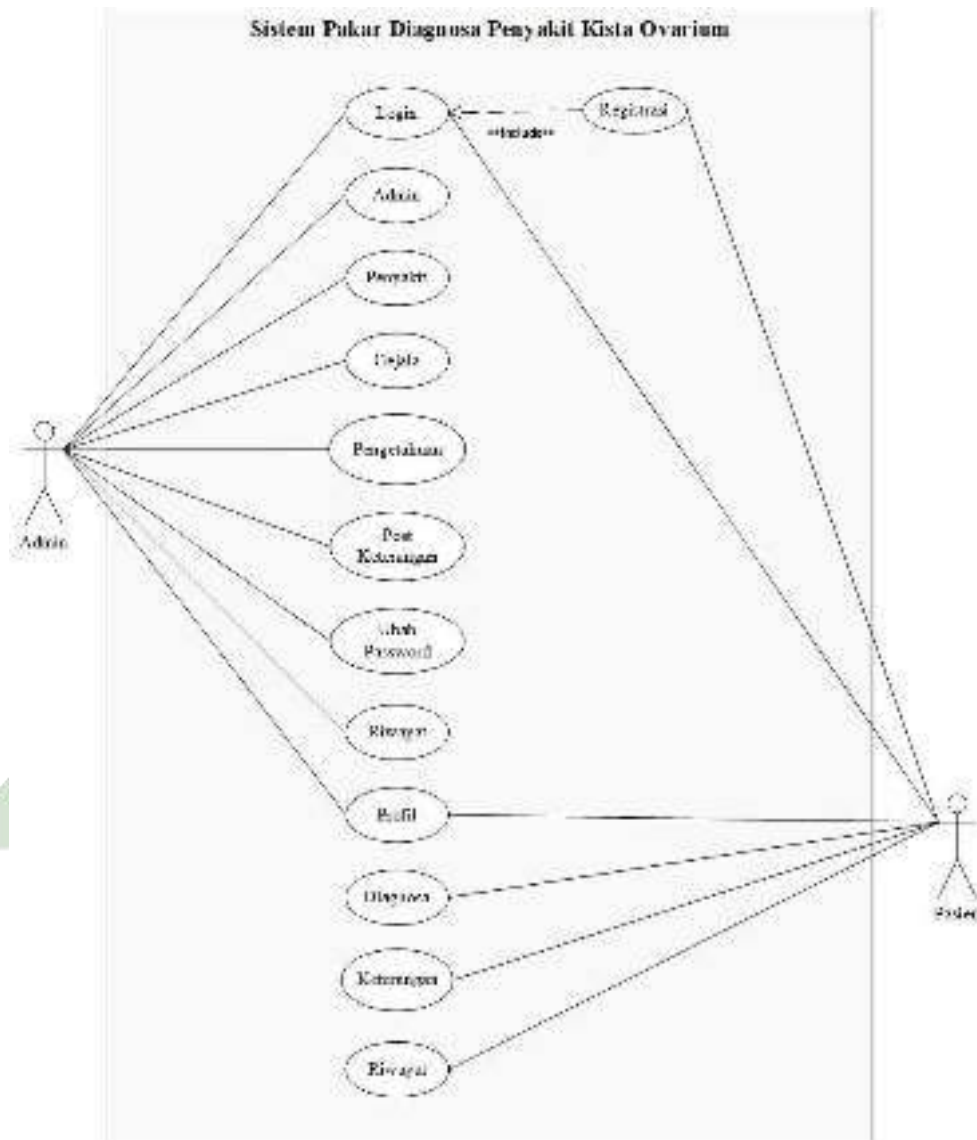 Sistem Pakar Diagnosa Penyakit Kista Ovarium
Login
Registrasi
<<Include>>
Admin
Penyakit
Gejala
Pengetahuan
Admin
Post
Keterangan
Ubah
Password
Riwayat
Profil
Diagnosa
Pasien
Keterangan
Riwayat